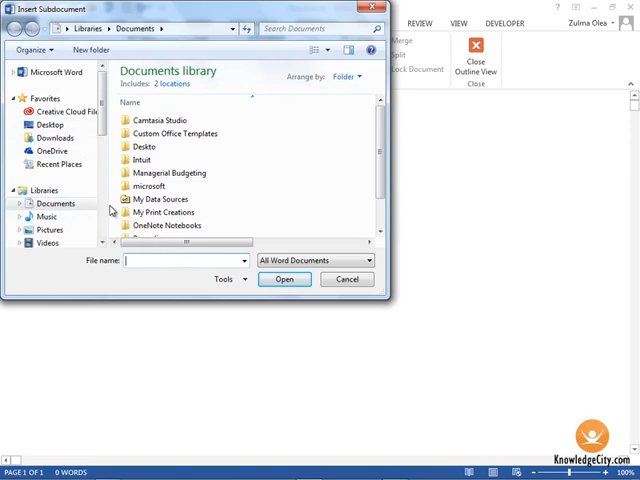 Insert Subdocument
Libraries Documents Search Documents
REVIEW VIEW DEVELOPER Zulma Olea
Organize New folder
Merge
Lock Document
Close
Outline View
Close
Microsoft Word
Favorites
Creative Cloud File
Desktop
Downloads
OneDrive
Recent Places
Libraries
Documents
Music
Pictures
Videos
Documents library
Includes: 2 locations
Arrange by: Folder
Name
Camtasia Studio
Custom Office Templates
Deskto
Intuit
Managerial Budgeting
microsoft
My Data Sources
My Print Creations
OneNote Notebooks
File name: All Word Documents
Tools Open Cancel
KnowledgeCity.com
PAGE 1 OF 1 0 WORDS 100%